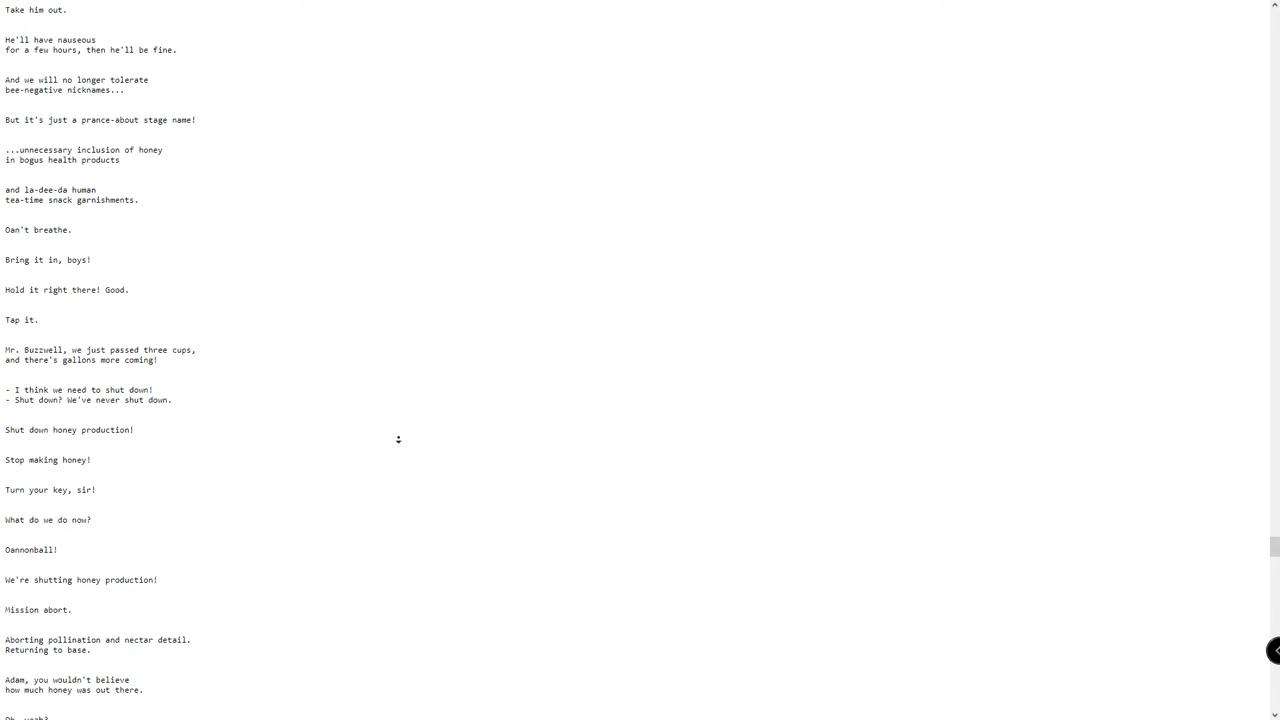 Take him out.
He'll have nauseous
for a few hours, then he'll be fine.
And we will no longer tolerate
bee-negative nicknames...
But it's just a prance-about stage name!
...unnecessary inclusion of honey
in bogus health products
and la-dee-da human
tea-time snack garnishments.
Oan't breathe.
Bring it in, boys!
Hold it right there! Good.
Tap it.
Mr. Buzzwell, we just passed three cups,
and there's gallons more coming!
- I think we need to shut down!
- Shut down? We've never shut down.
Shut down honey production!
Stop making honey!
Turn your key, sir!
What do we do now?
Oannonball!
We're shutting honey production!
Mission abort.
Aborting pollination and nectar detail.
Returning to base.
Adam, you wouldn't believe
how much honey was out there.
Oh, yeah?